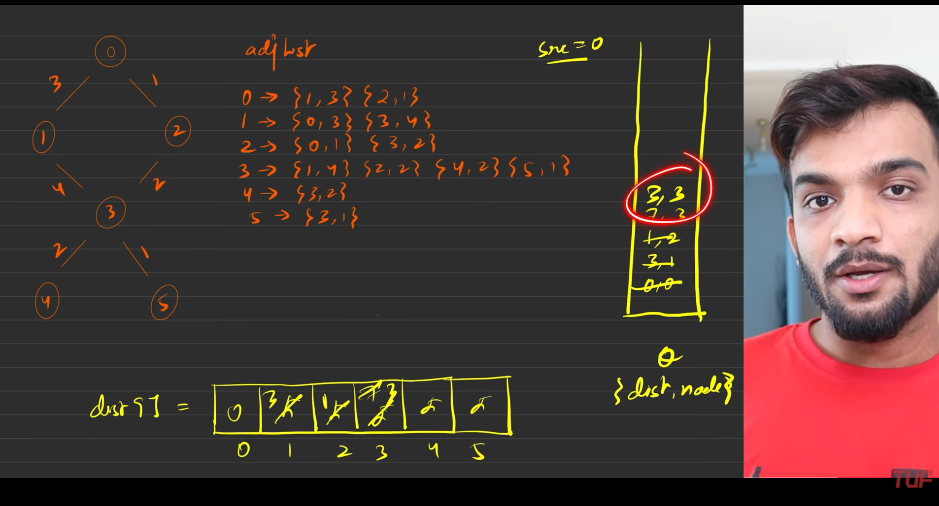 adj list
src = 0
0 → {1,3} {2,1}
1 → {0,3} {3,4}
2 → {0,1} {3,2}
3 → {1,4} {2,2} {4,2} {5,1}
4 → {3,2}
5 → {3,1}
0
3 1
1 2
4 2
3
2 1
4 5
3,3
7,3
1,2
3,1
0,0
Q
{dist, node}
dist[] =
0 3 1 7 3
0 1 2 3 4 5
TUF